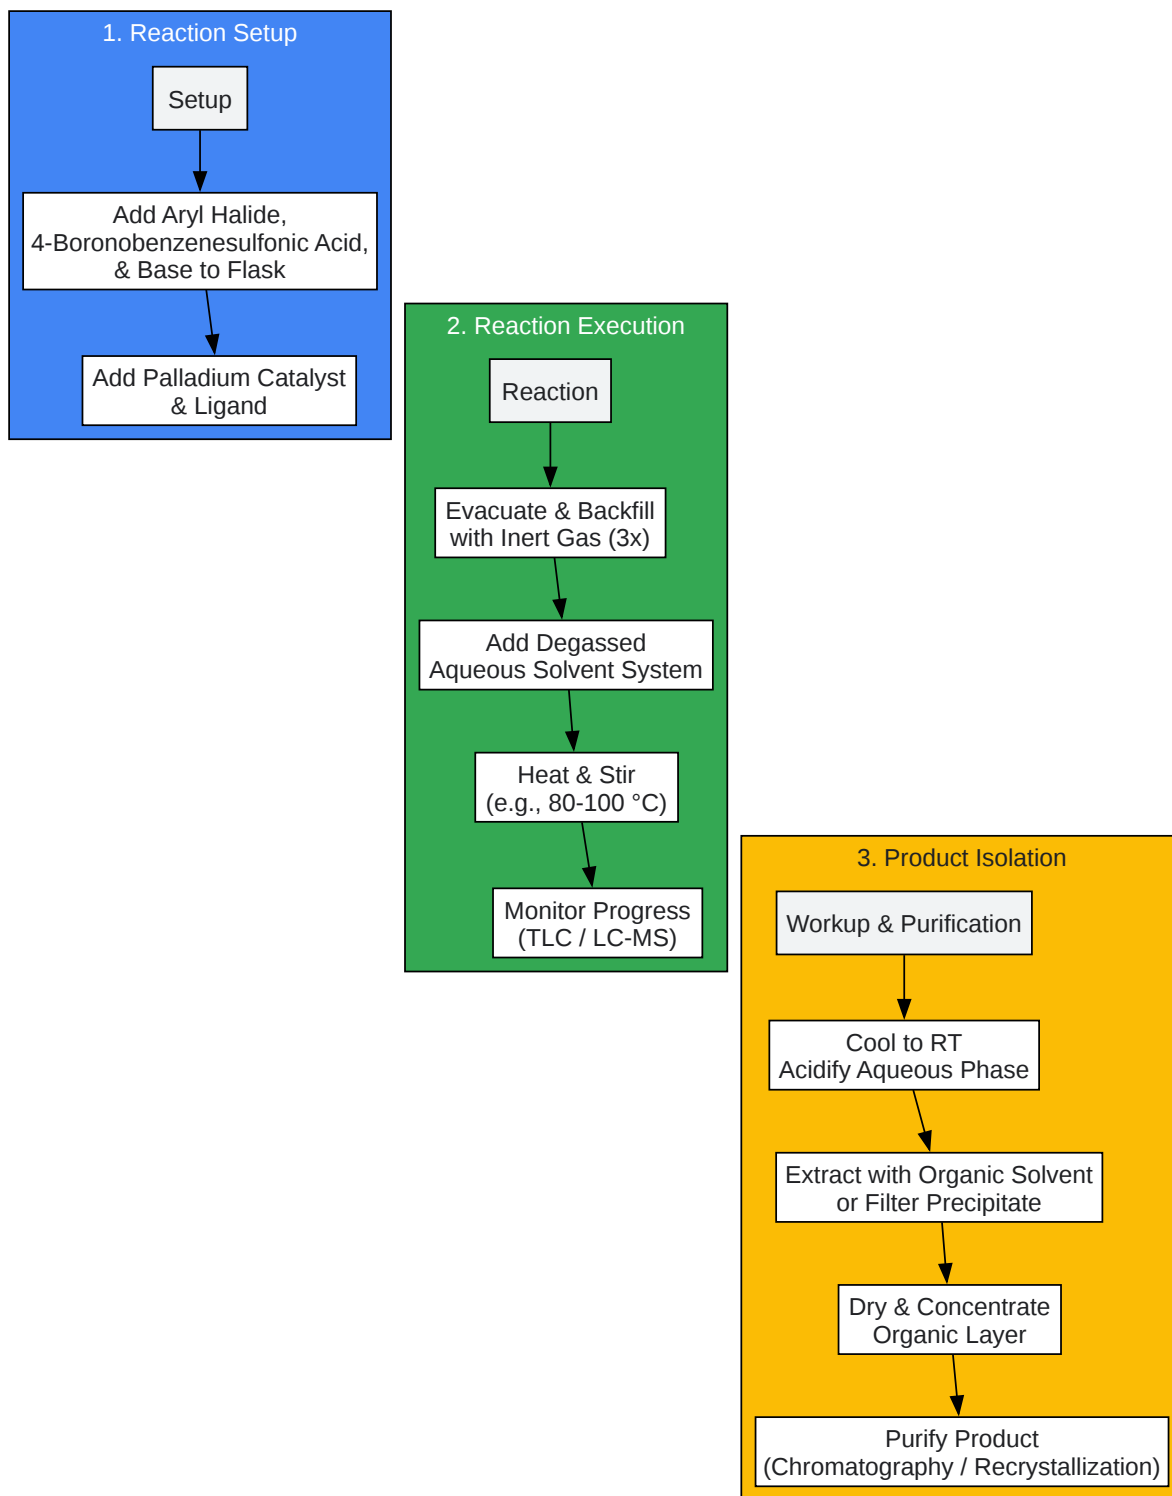 1. Reaction Setup
Setup
Add Aryl Halide,
4-Boronobenzenesulfonic Acid,
& Base to Flask
Add Palladium Catalyst
& Ligand
2. Reaction Execution
Reaction
Evacuate & Backfill
with Inert Gas (3x)
Add Degassed
Aqueous Solvent System
Heat & Stir
(e.g., 80-100 °C)
Monitor Progress
(TLC / LC-MS)
3. Product Isolation
Workup & Purification
Cool to RT
Acidify Aqueous Phase
Extract with Organic Solvent
or Filter Precipitate
Dry & Concentrate
Organic Layer
Purify Product
(Chromatography / Recrystallization)